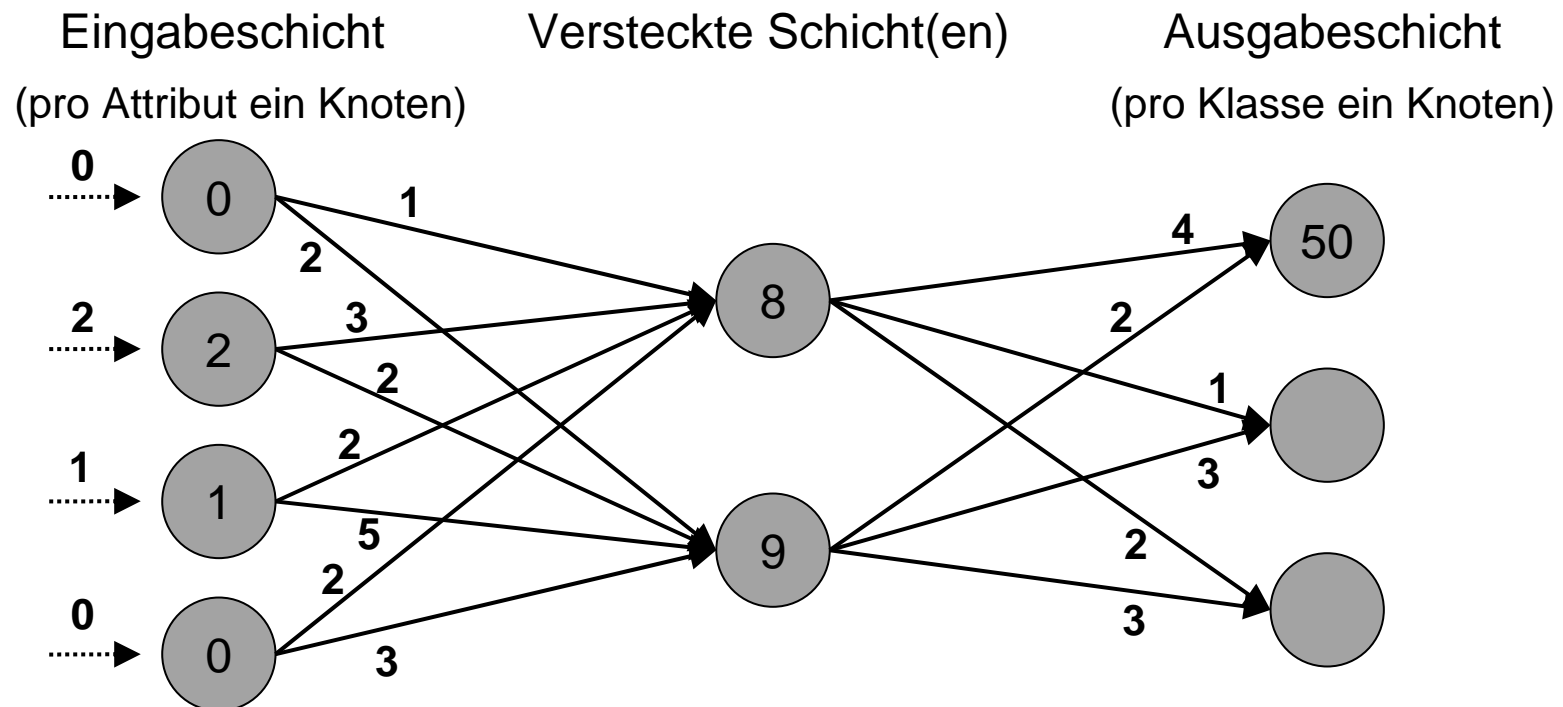 Eingabeschicht Versteckte Schicht(en) Ausgabeschicht
(pro Attribut ein Knoten) (pro Klasse ein Knoten)
0 0 1 4 50
2
2 2 3 8 2
2 1
1 1 2 3
5 9 2
2 3
0 0 3